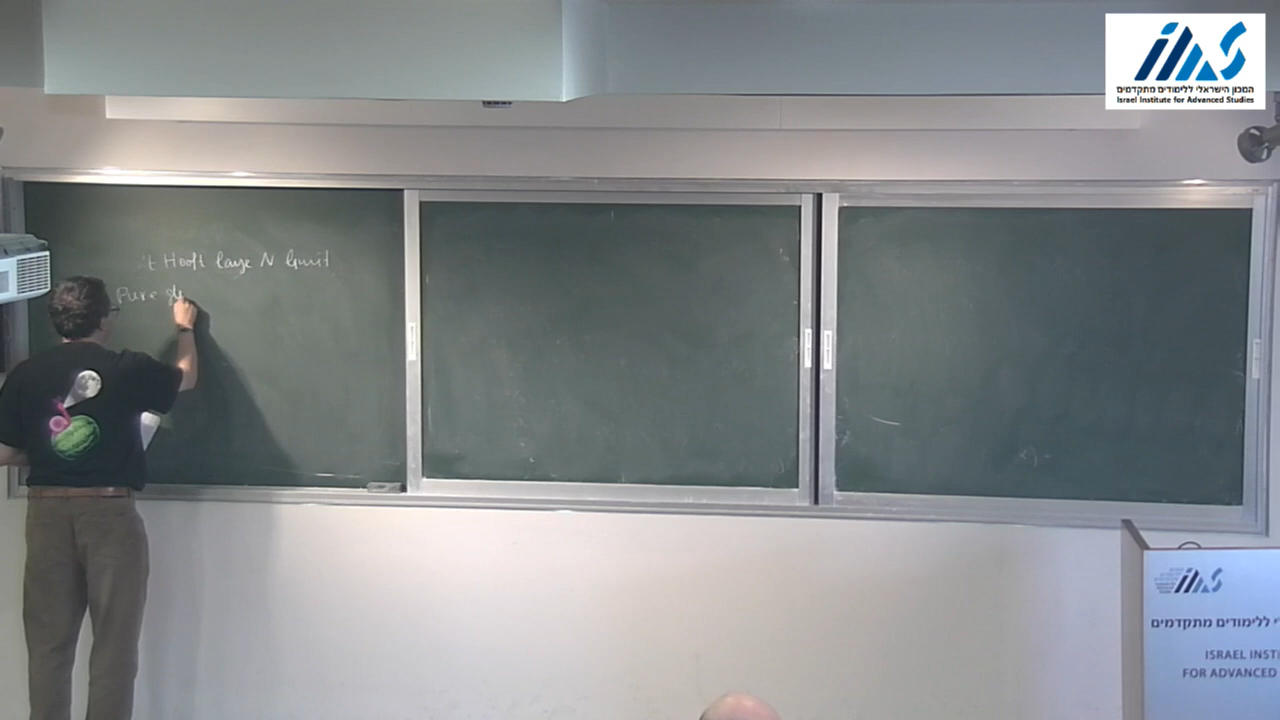 המכון הישראלי ללימודים מתקדמים
Israel Institute for Advanced Studies
't Hooft large N limit
Pure
ללימודים מתקדמים
ISRAEL INSTI
FOR ADVANCED